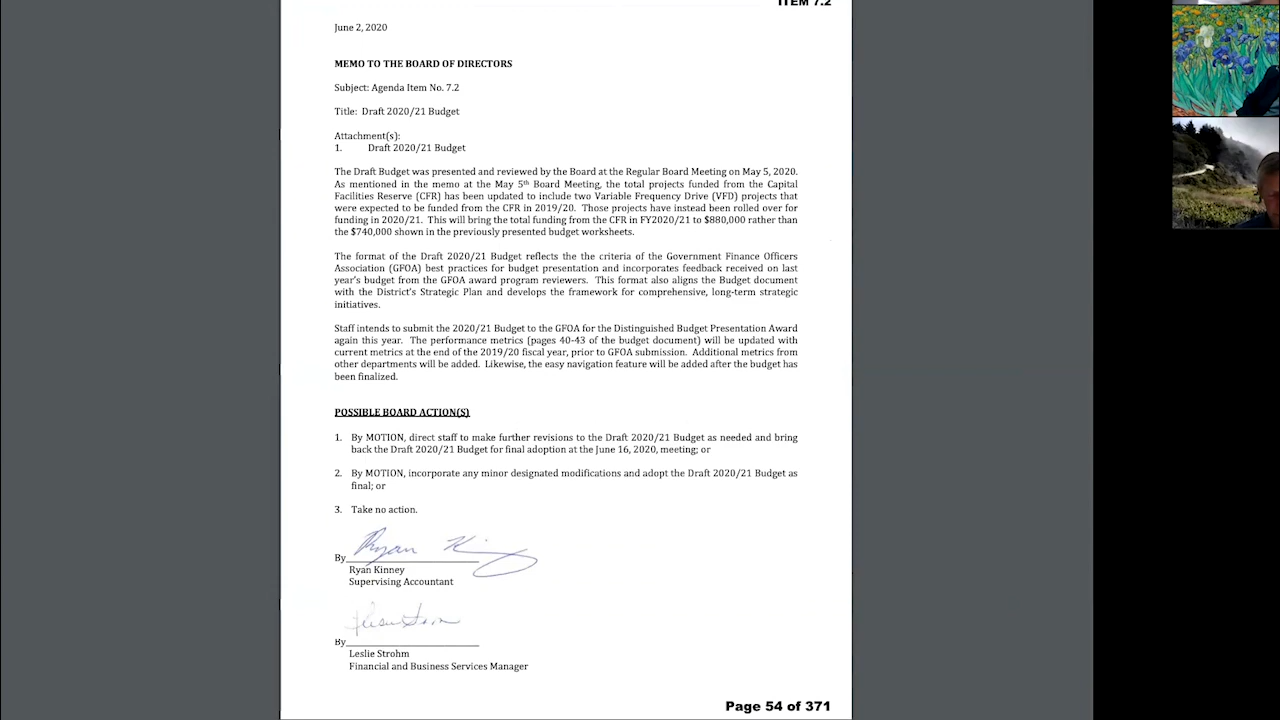 ITEM 7.2
June 2, 2020
MEMO TO THE BOARD OF DIRECTORS
Subject: Agenda Item No. 7.2
Title: Draft 2020/21 Budget
Attachment(s):
1. Draft 2020/21 Budget
The Draft Budget was presented and reviewed by the Board at the Regular Board Meeting on May 5, 2020.
As mentioned in the memo at the May 5th Board Meeting, the total projects funded from the Capital
Facilities Reserve (CFR) has been updated to include two Variable Frequency Drive (VFD) projects that
were expected to be funded from the CFR in 2019/20. Those projects have instead been rolled over for
funding in 2020/21. This will bring the total funding from the CFR in FY2020/21 to $880,000 rather than
the $740,000 shown in the previously presented budget worksheets.
The format of the Draft 2020/21 Budget reflects the the criteria of the Government Finance Officers
Association (GFOA) best practices for budget presentation and incorporates feedback received on last
year's budget from the GFOA award program reviewers. This format also aligns the Budget document
with the District's Strategic Plan and develops the framework for comprehensive, long-term strategic
initiatives.
Staff intends to submit the 2020/21 Budget to the GFOA for the Distinguished Budget Presentation Award
again this year. The performance metrics (pages 40-43 of the budget document) will be updated with
current metrics at the end of the 2019/20 fiscal year, prior to GFOA submission. Additional metrics from
other departments will be added. Likewise, the easy navigation feature will be added after the budget has
been finalized.
POSSIBLE BOARD ACTION(S)
1. By MOTION, direct staff to make further revisions to the Draft 2020/21 Budget as needed and bring
back the Draft 2020/21 Budget for final adoption at the June 16, 2020, meeting; or
2. By MOTION, incorporate any minor designated modifications and adopt the Draft 2020/21 Budget as
final; or
3. Take no action.
Ryan K
By
Ryan Kinney
Supervising Accountant
By
Leslie Strohm
Financial and Business Services Manager
Page 54 of 371